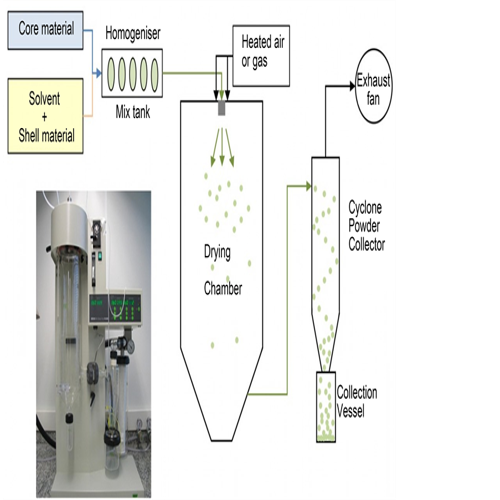 Core material
Homogeniser
Heated air
or gas
Solvent
+
Shell material
Mix tank
Exhaust
fan
Drying
Chamber
Cyclone
Powder
Collector
Collection
Vessel